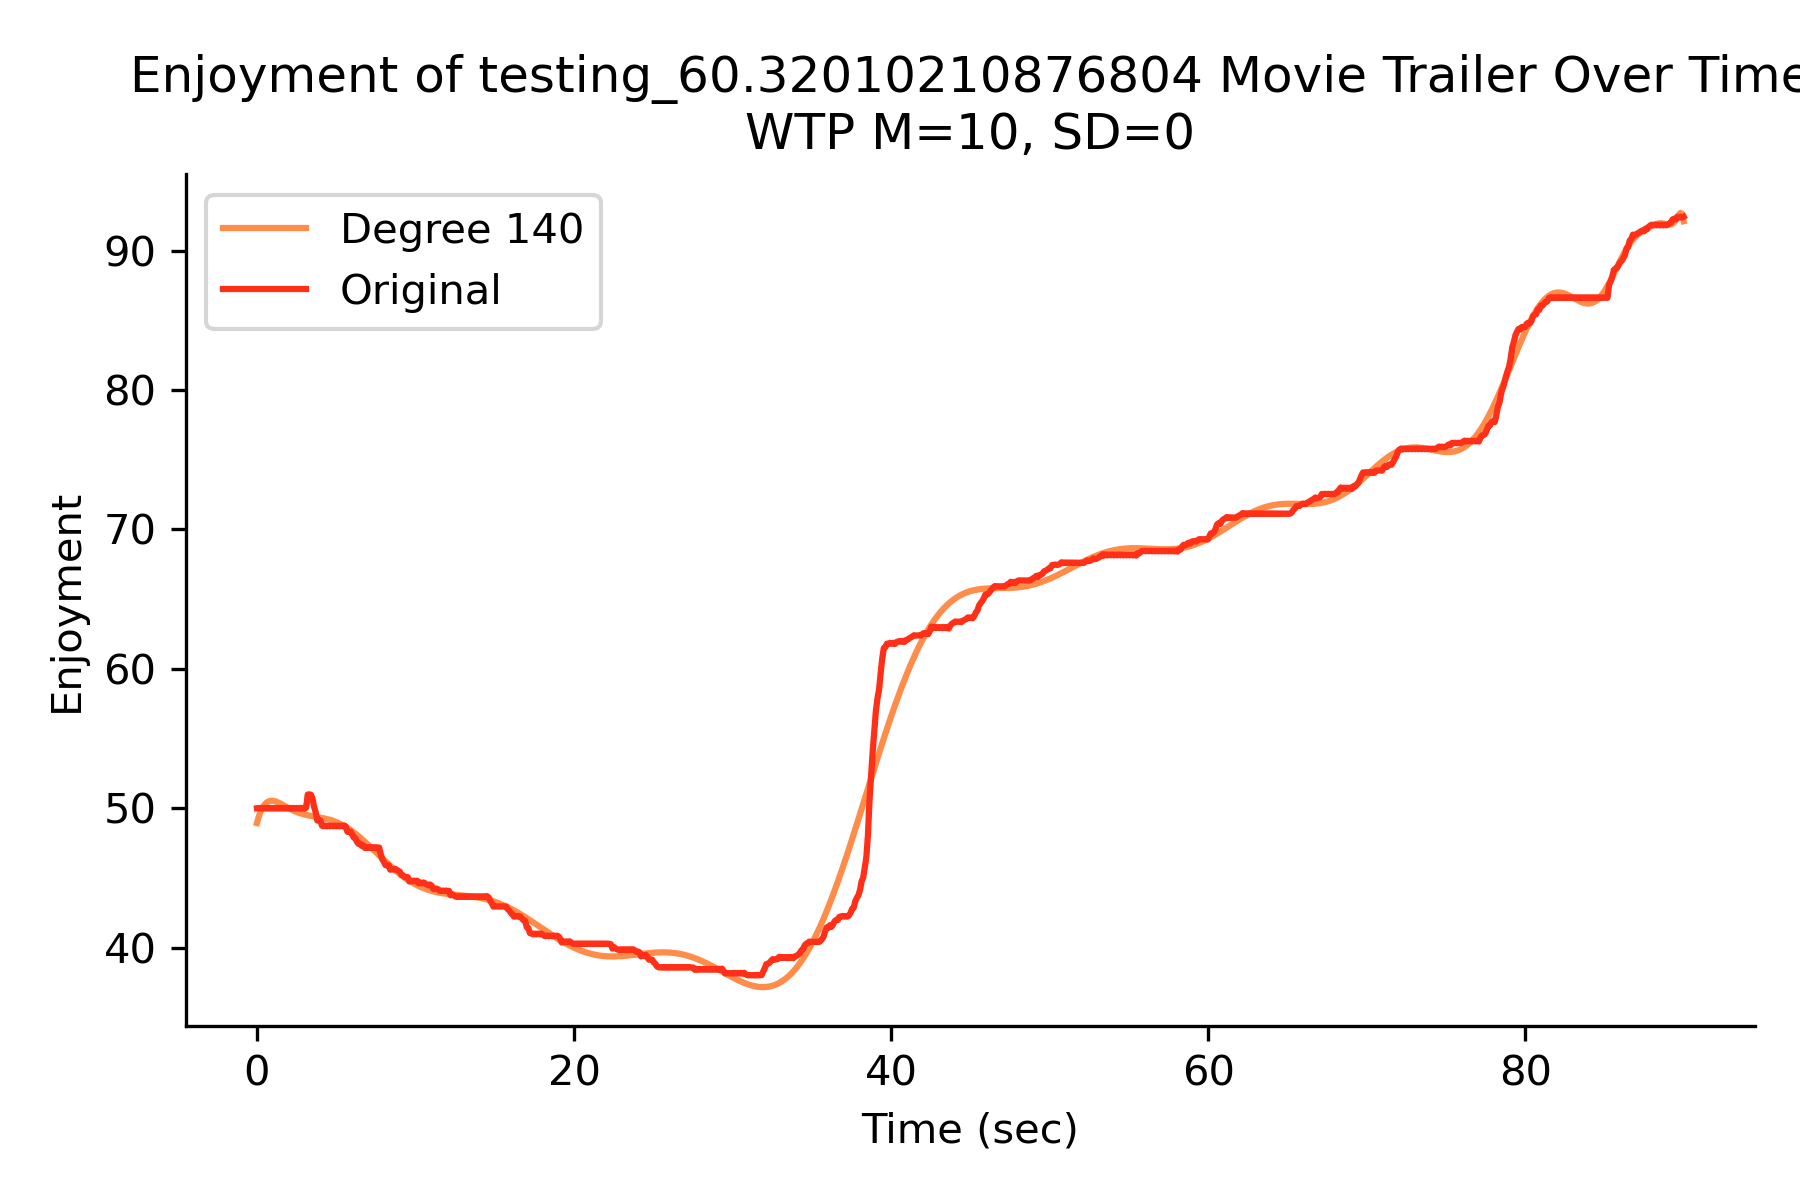 Enjoyment of testing_60.32010210876804 Movie Trailer Over Time
WTP M=10, SD=0
Degree 140
Original
90
80
70
60
50
40
Enjoyment
0 20 40 60 80
Time (sec)